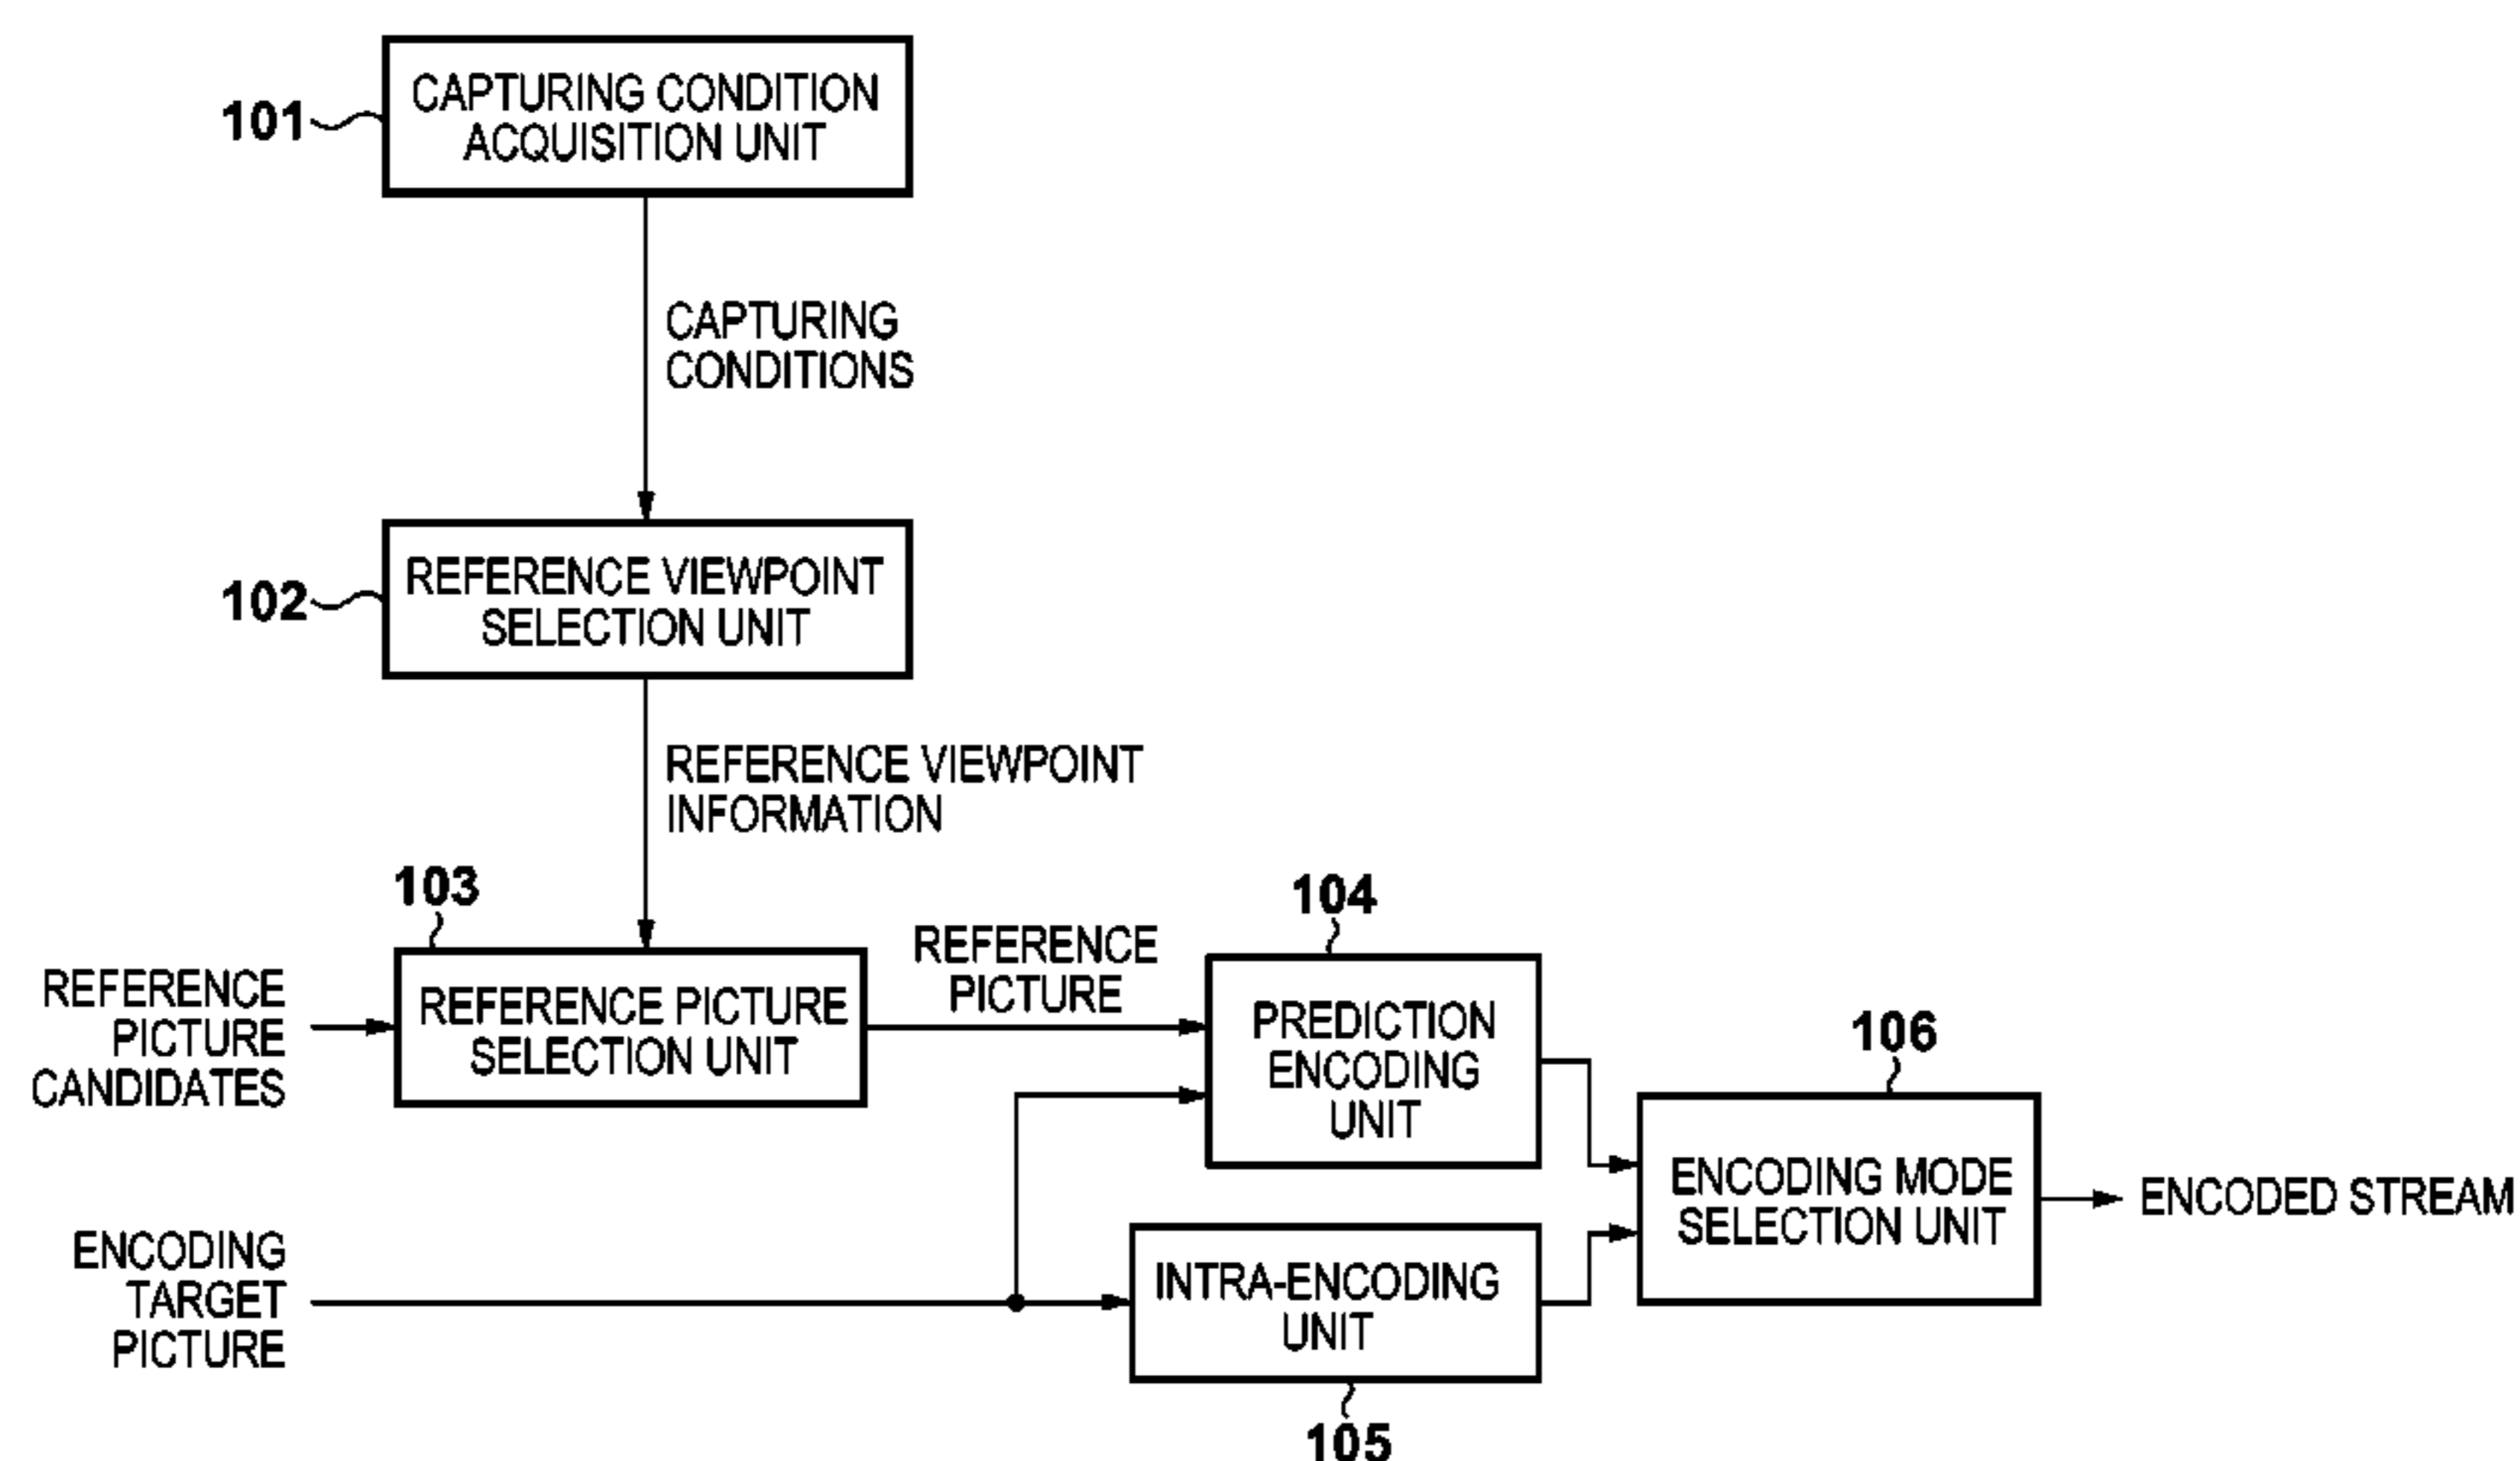 101
CAPTURING CONDITION
ACQUISITION UNIT
CAPTURING
CONDITIONS
102
REFERENCE VIEWPOINT
SELECTION UNIT
REFERENCE VIEWPOINT
INFORMATION
103
REFERENCE
PICTURE
CANDIDATES
REFERENCE PICTURE
SELECTION UNIT
REFERENCE
PICTURE
104
PREDICTION
ENCODING
UNIT
106
ENCODING MODE
SELECTION UNIT
ENCODED STREAM
ENCODING
TARGET
PICTURE
INTRA-ENCODING
UNIT
105